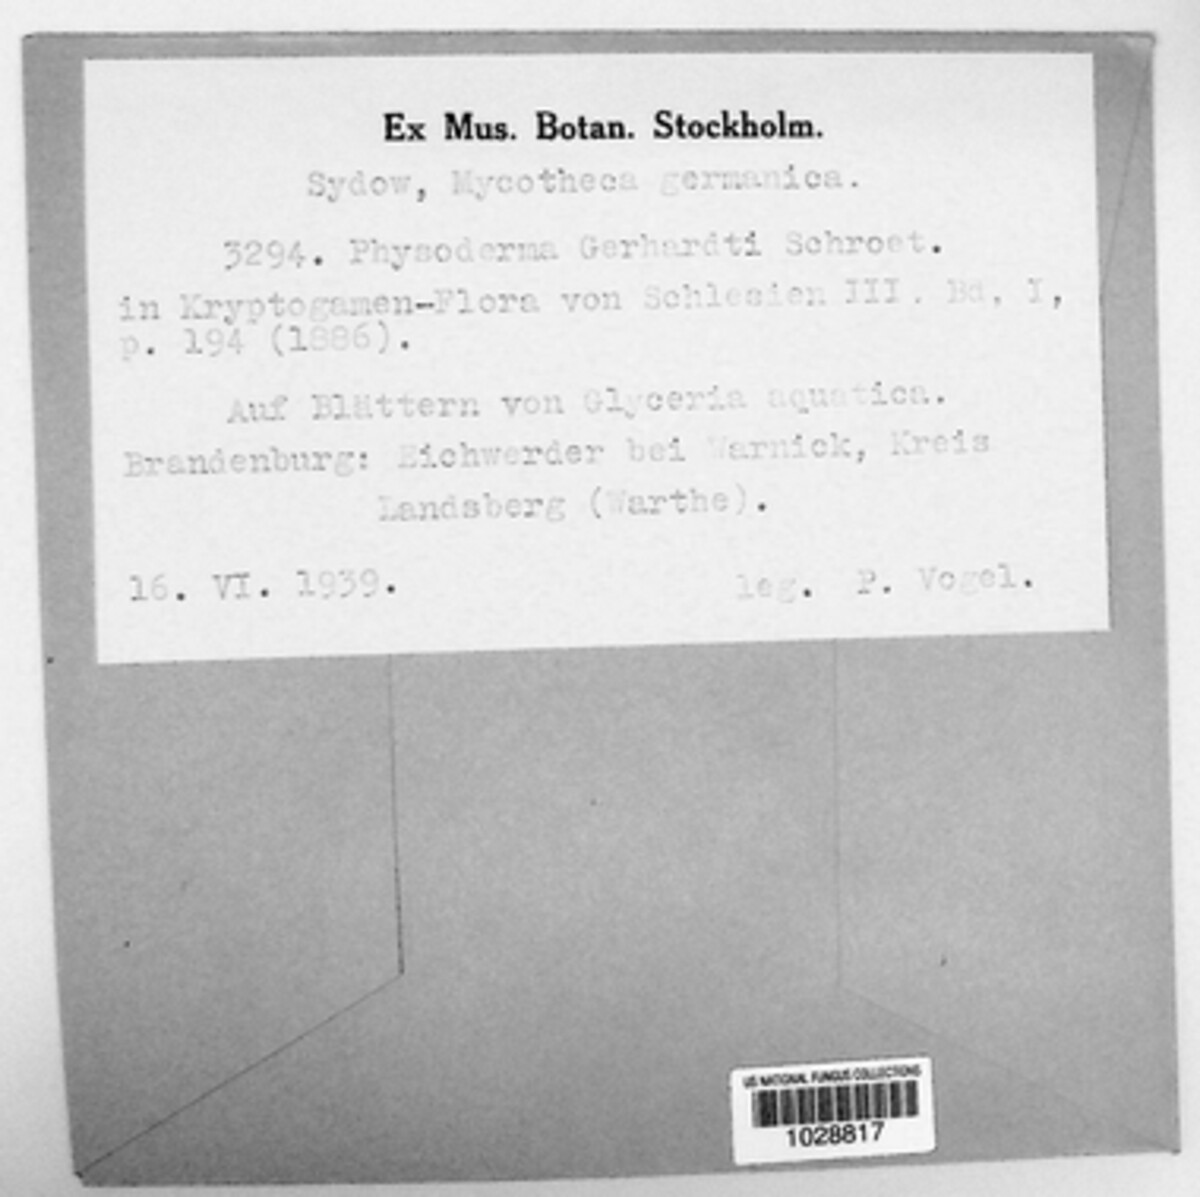 Ex Mus. Botan. Stockholm.
Sydow, Mycotheca germanica.
3294. Physoderma Gerhardti Schroet.
in Kryptogamen-Flora von Schlesien III. Bd, I,
p. 194 (1886).
Auf Blättern von Glyceria aquatica.
Brandenburg: Eichwerder bei Warnick, Kreis
Landsberg (Warthe).
16. VI. 1939. leg. P. Vogel.
US NATIONAL FUNGUS COLLECTIONS
1028817